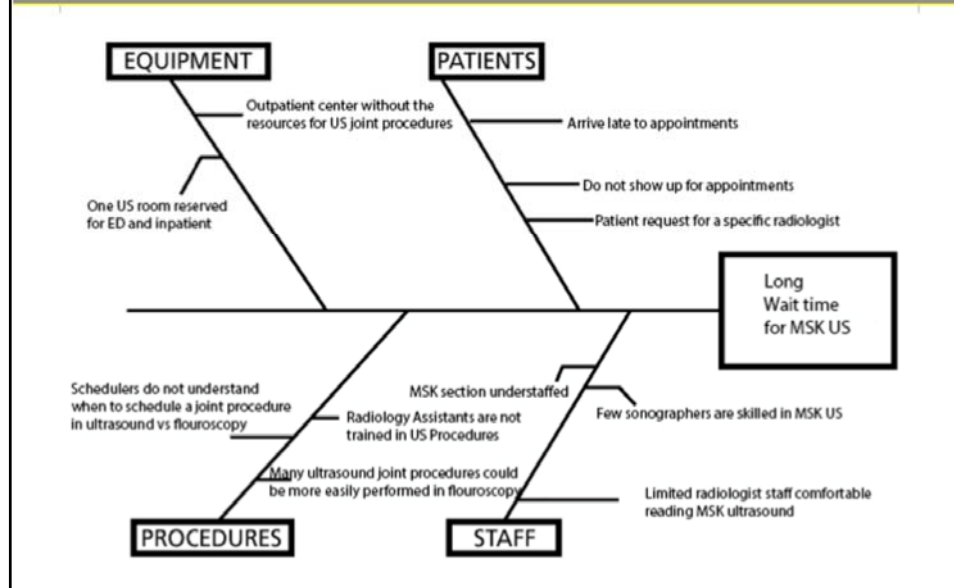 EQUIPMENT
PATIENTS
Outpatient center without the
resources for US joint procedures
Arrive late to appointments
One US room reserved
for ED and inpatient
Do not show up for appointments
Patient request for a specific radiologist
Long
Wait time
for MSK US
Schedulers do not understand
when to schedule a joint procedure
in ultrasound vs flouroscopy
MSK section understaffed
Radiology Assistants are not
trained in US Procedures
Few sonographers are skilled in MSK US
Many ultrasound joint procedures could
be more easily performed in flouroscopy
Limited radiologist staff comfortable
reading MSK ultrasound
PROCEDURES
STAFF